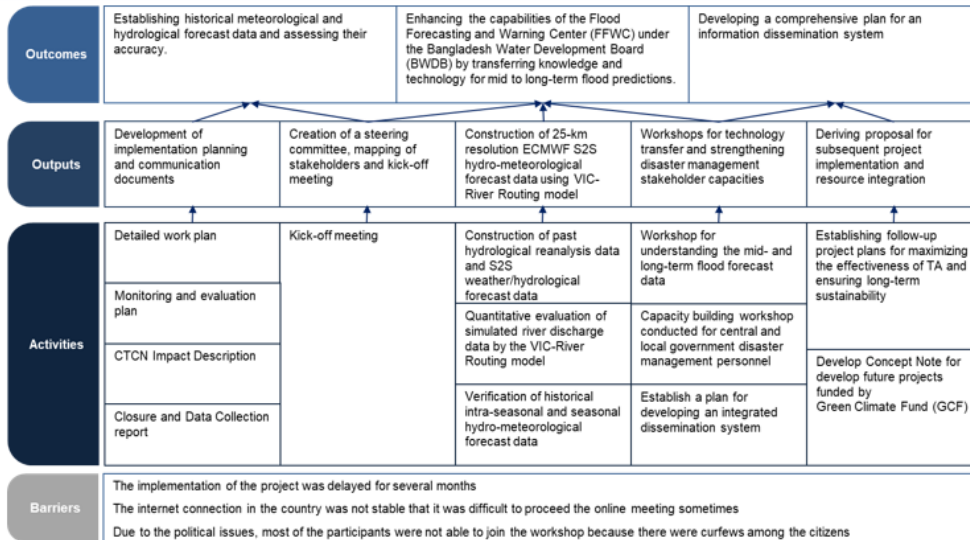 Outcomes
Establishing historical meteorological and
hydrological forecast data and assessing their
accuracy.
Enhancing the capabilities of the Flood
Forecasting and Warning Center (FFWC) under
the Bangladesh Water Development Board
(BWDB) by transferring knowledge and
technology for mid to long-term flood predictions.
Developing a comprehensive plan for an
information dissemination system
Outputs
Development of
implementation planning
and communication
documents
Creation of a steering
committee, mapping of
stakeholders and kick-off
meeting
Construction of 25-km
resolution ECMWF S2S
hydro-meteorological
forecast data using VIC-
River Routing model
Workshops for technology
transfer and strengthening
disaster management
stakeholder capacities
Deriving proposal for
subsequent project
implementation and
resource integration
Activities
Detailed work plan
Monitoring and evaluation
plan
CTCN Impact Description
Closure and Data Collection
report
Kick-off meeting
Construction of past
hydrological reanalysis data
and S2S
weather/hydrological
forecast data
Quantitative evaluation of
simulated river discharge
data by the VIC-River
Routing model
Verification of historical
intra-seasonal and seasonal
hydro-meteorological
forecast data
Workshop for
understanding the mid- and
long-term flood forecast
data
Capacity building workshop
conducted for central and
local government disaster
management personnel
Establish a plan for
developing an integrated
dissemination system
Establishing follow-up
project plans for maximizing
the effectiveness of TA and
ensuring long-term
sustainability
Develop Concept Note for
develop future projects
funded by
Green Climate Fund (GCF)
Barriers
The implementation of the project was delayed for several months
The internet connection in the country was not stable that it was difficult to proceed the online meeting sometimes
Due to the political issues, most of the participants were not able to join the workshop because there were curfews among the citizens